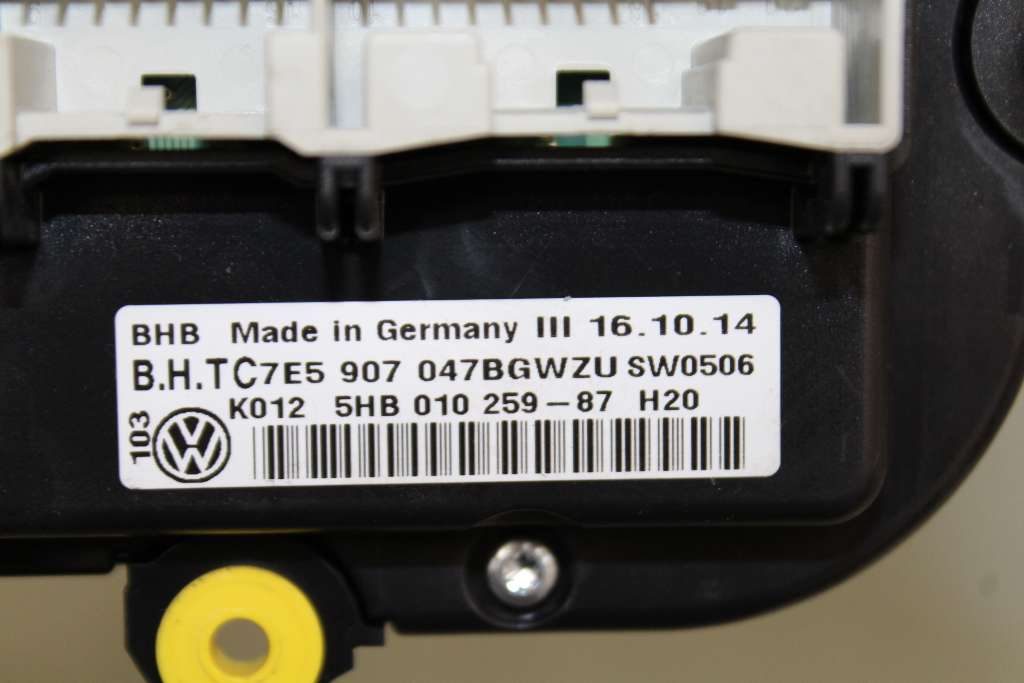 BHB Made in Germany III 16.10.14
B.H.TC7E5 907 047BGWZU SW0506
K012 5HB 010 259-87 H20
103
VW